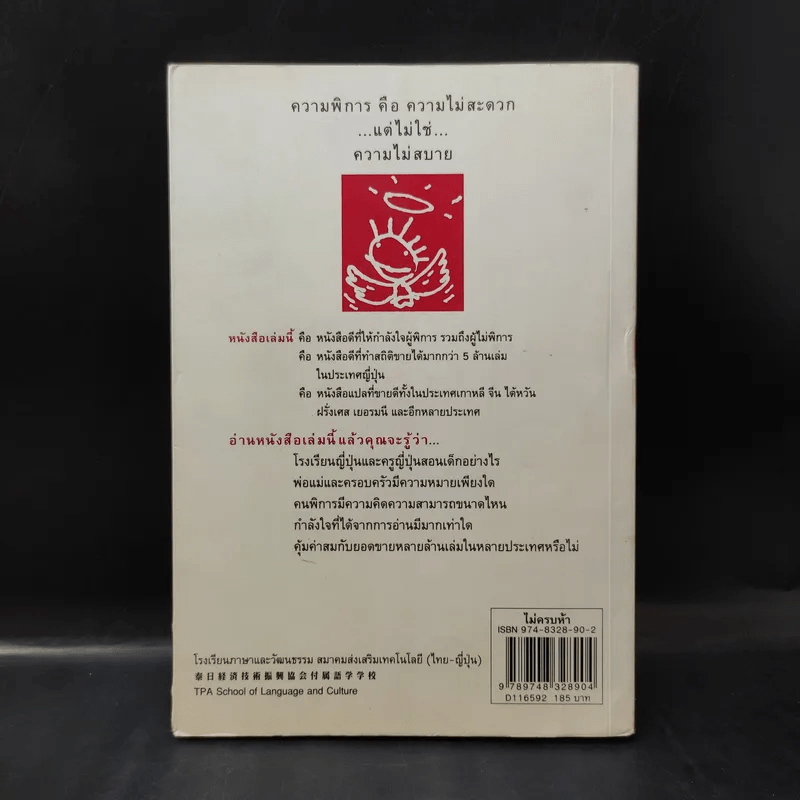 ความพิการ คือ ความไม่สะดวก
...แต่ไม่ใช่...
ความไม่สบาย
หนังสือเล่มนี้ คือ หนังสือดีที่ให้กำลังใจผู้พิการ รวมถึงผู้ไม่พิการ
คือ หนังสือดีที่ทำสถิติขายได้มากกว่า 5 ล้านเล่ม
ในประเทศญี่ปุ่น
คือ หนังสือแปลที่ขายดีทั้งในประเทศเกาหลี จีน ไต้หวัน
ฝรั่งเศส เยอรมนี และอีกหลายประเทศ
อ่านหนังสือเล่มนี้แล้วคุณจะรู้ว่า...
โรงเรียนญี่ปุ่นและครูญี่ปุ่นสอนเด็กอย่างไร
พ่อแม่และครอบครัวมีความหมายเพียงใด
คนพิการมีความคิดความสามารถขนาดไหน
กำลังใจที่ได้จากการอ่านมีมากเท่าใด
คุ้มค่าสมกับยอดขายหลายล้านเล่มในหลายประเทศหรือไม่
ไม่ครบห้า
ISBN 974-8328-90-2
9 789748 328904
D116592 185 บาท
โรงเรียนภาษาและวัฒนธรรม สมาคมส่งเสริมเทคโนโลยี (ไทย-ญี่ปุ่น)
泰日経済技術振興協会付属語学学校
TPA School of Language and Culture